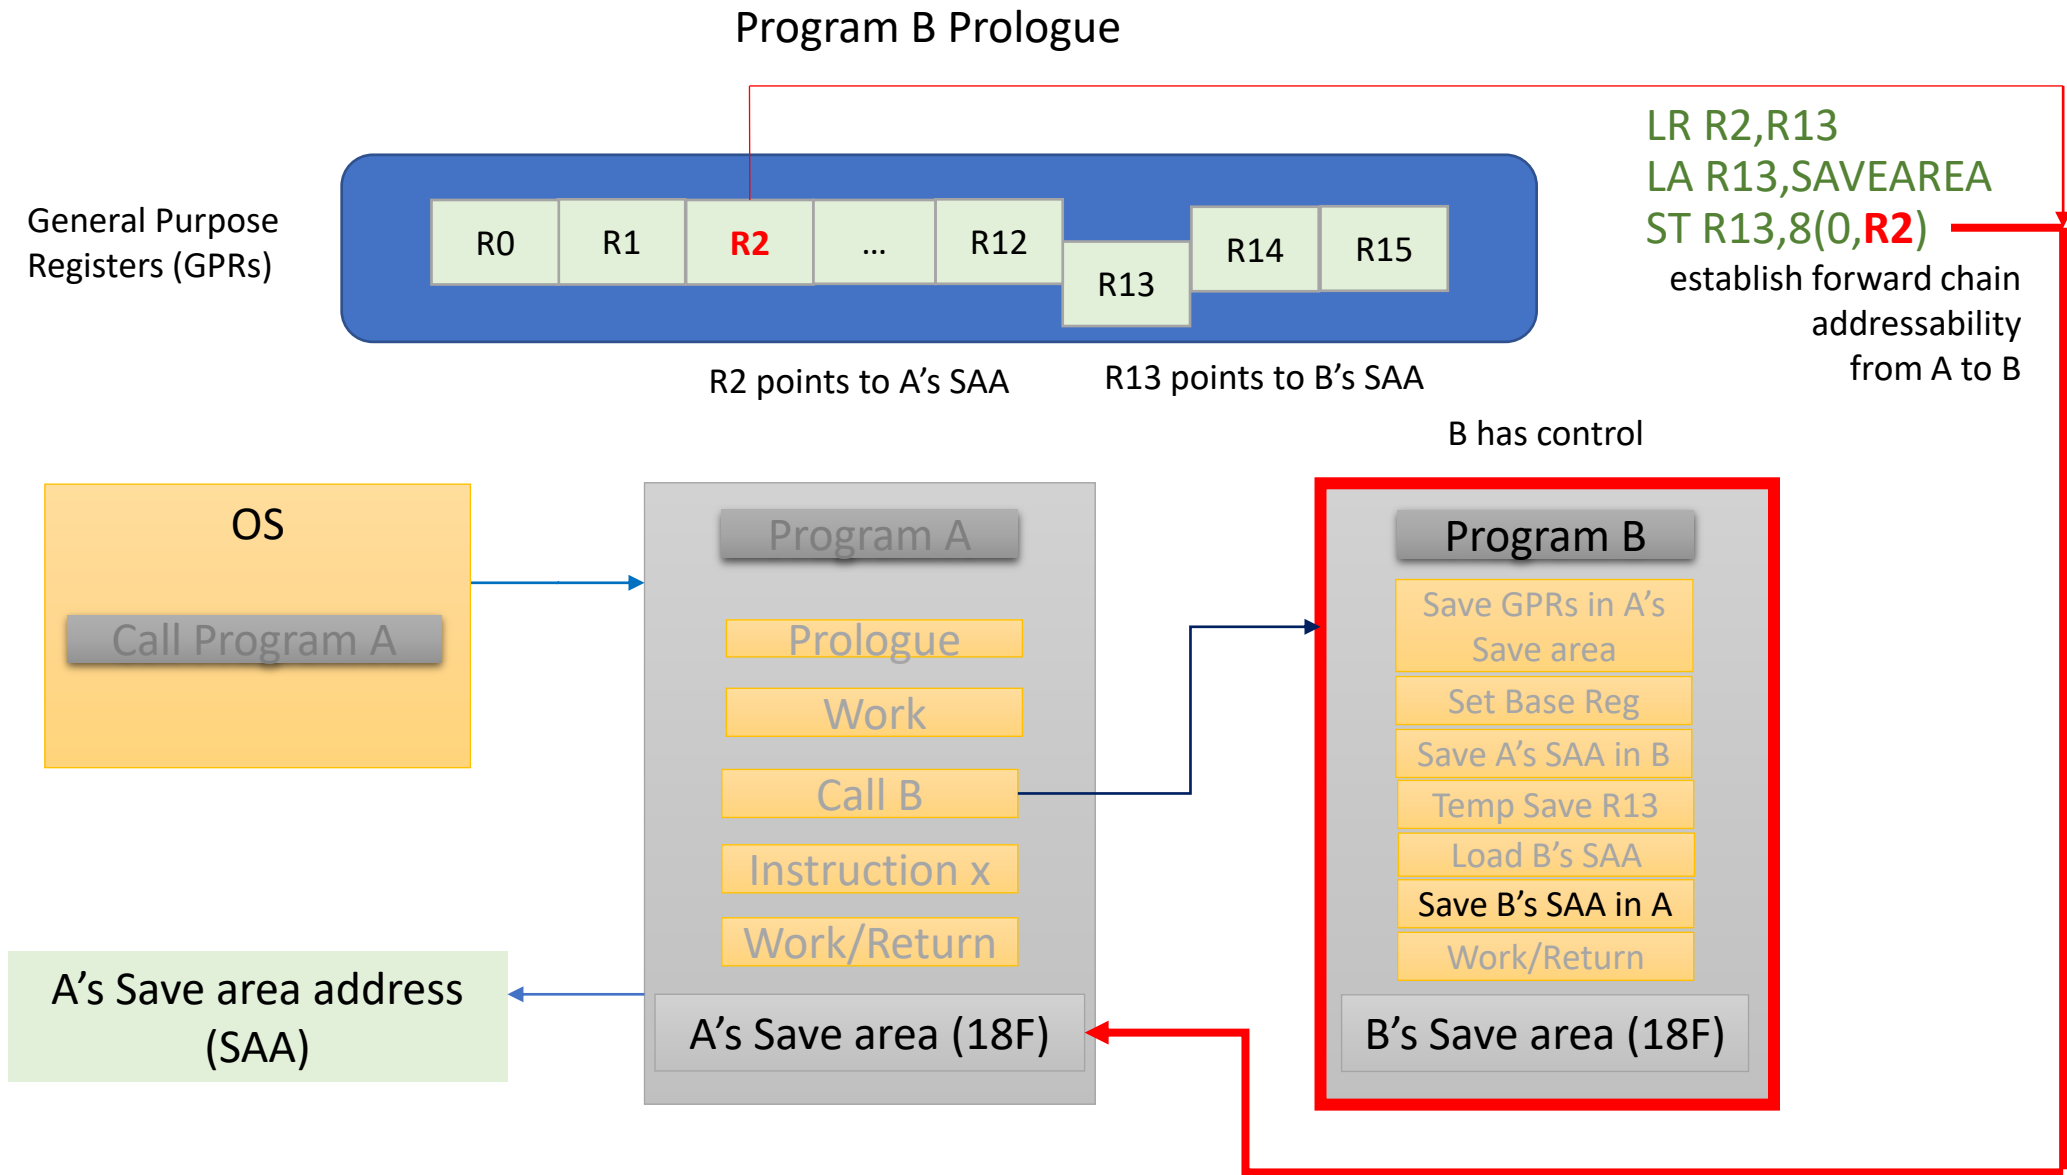 Program B Prologue
LR R2,R13
LA R13,SAVEAREA
ST R13,8(0,R2)
establish forward chain
addressability
from A to B
General Purpose
Registers (GPRs)
R0
R1
R2
...
R12
R13
R14
R15
R2 points to A’s SAA
R13 points to B’s SAA
B has control
OS
Call Program A
Program A
Prologue
Work
Call B
Instruction x
Work/Return
A’s Save area (18F)
A’s Save area address
(SAA)
Program B
Save GPRs in A’s
Save area
Set Base Reg
Save A’s SAA in B
Temp Save R13
Load B’s SAA
Save B’s SAA in A
Work/Return
B’s Save area (18F)